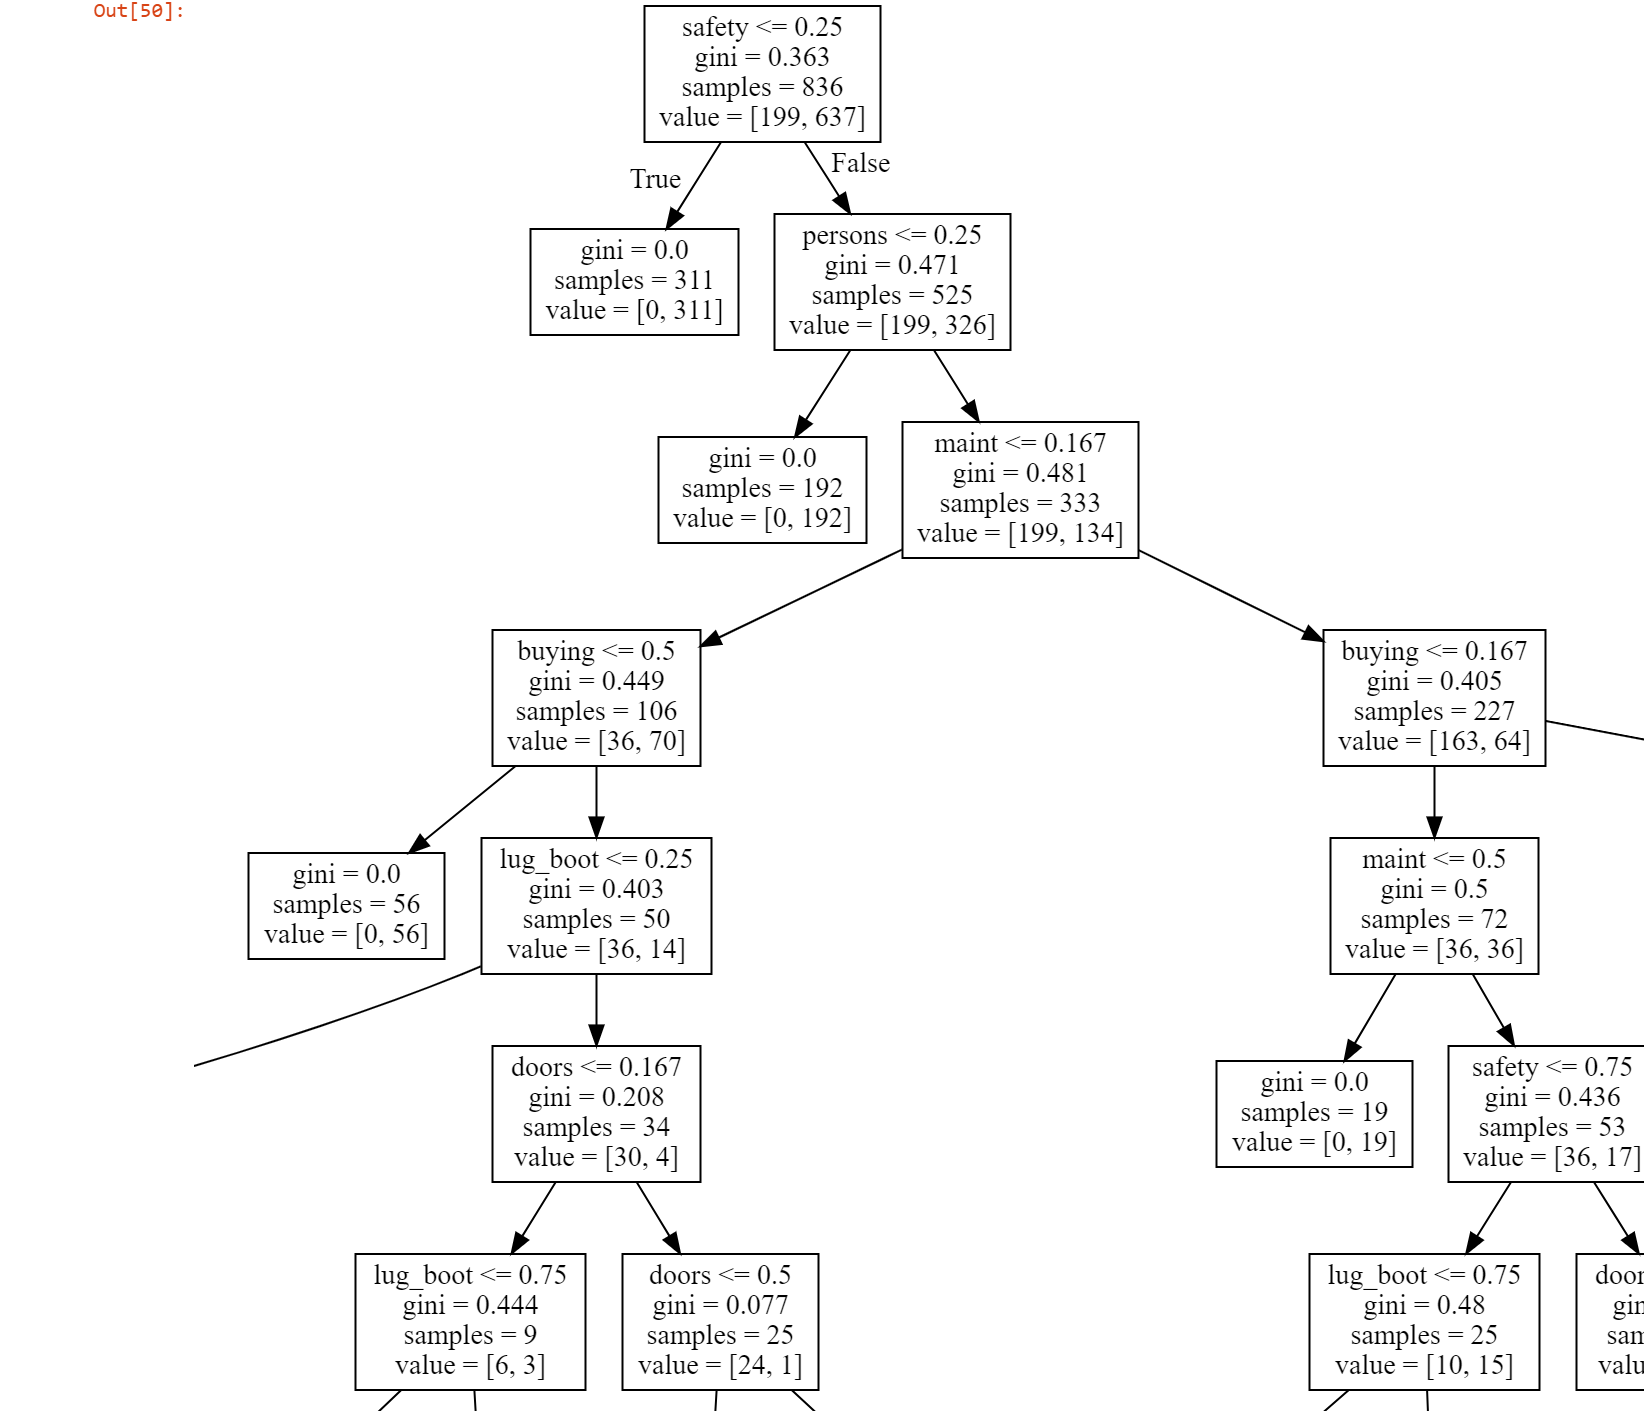 Out[50]:
safety <= 0.25
gini = 0.363
samples = 836
value = [199, 637]
True
False
gini = 0.0
samples = 311
value = [0, 311]
persons <= 0.25
gini = 0.471
samples = 525
value = [199, 326]
gini = 0.0
samples = 192
value = [0, 192]
maint <= 0.167
gini = 0.481
samples = 333
value = [199, 134]
buying <= 0.5
gini = 0.449
samples = 106
value = [36, 70]
buying <= 0.167
gini = 0.405
samples = 227
value = [163, 64]
gini = 0.0
samples = 56
value = [0, 56]
lug_boot <= 0.25
gini = 0.403
samples = 50
value = [36, 14]
maint <= 0.5
gini = 0.5
samples = 72
value = [36, 36]
doors <= 0.167
gini = 0.208
samples = 34
value = [30, 4]
gini = 0.0
samples = 19
value = [0, 19]
safety <= 0.75
gini = 0.436
samples = 53
value = [36, 17]
lug_boot <= 0.75
gini = 0.444
samples = 9
value = [6, 3]
doors <= 0.5
gini = 0.077
samples = 25
value = [24, 1]
lug_boot <= 0.75
gini = 0.48
samples = 25
value = [10, 15]